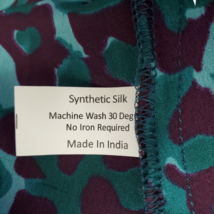 Synthetic Silk
Machine Wash 30 Deg
No Iron Required
Made In India